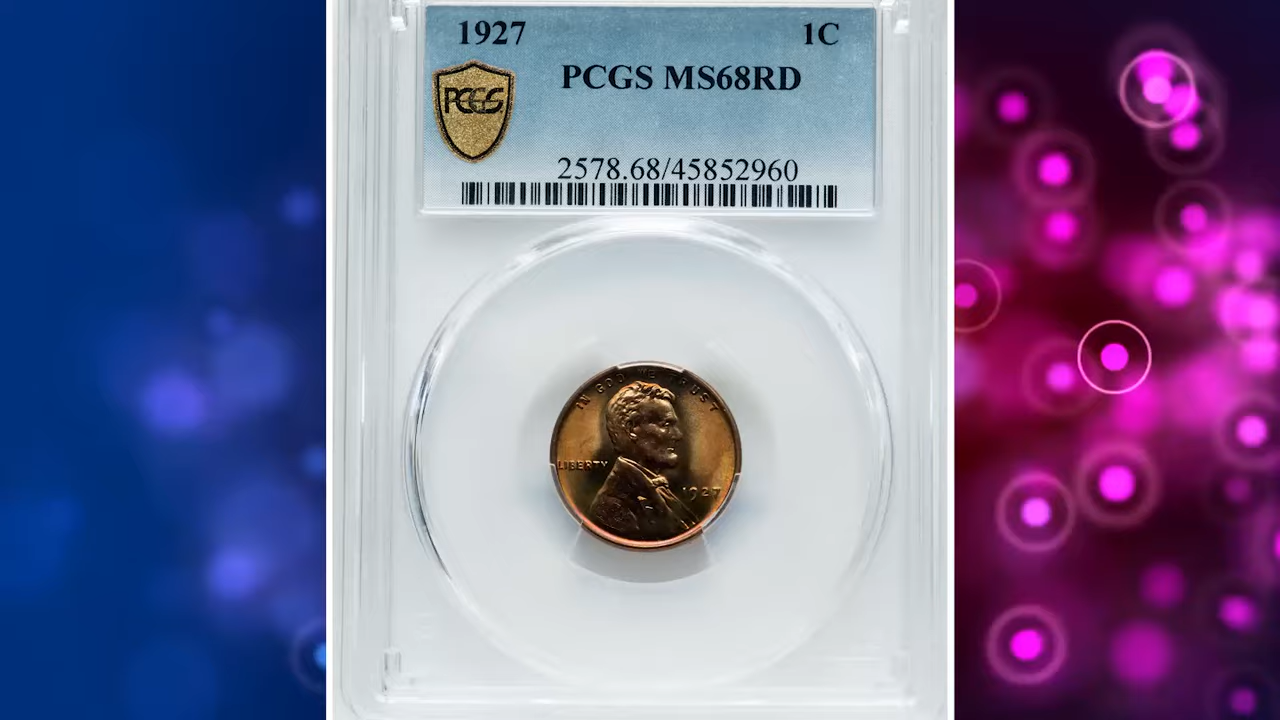 1927 1C
PCGS MS68RD
PCGS
2578.68/45852960
IN GOD WE TRUST
LIBERTY
1927